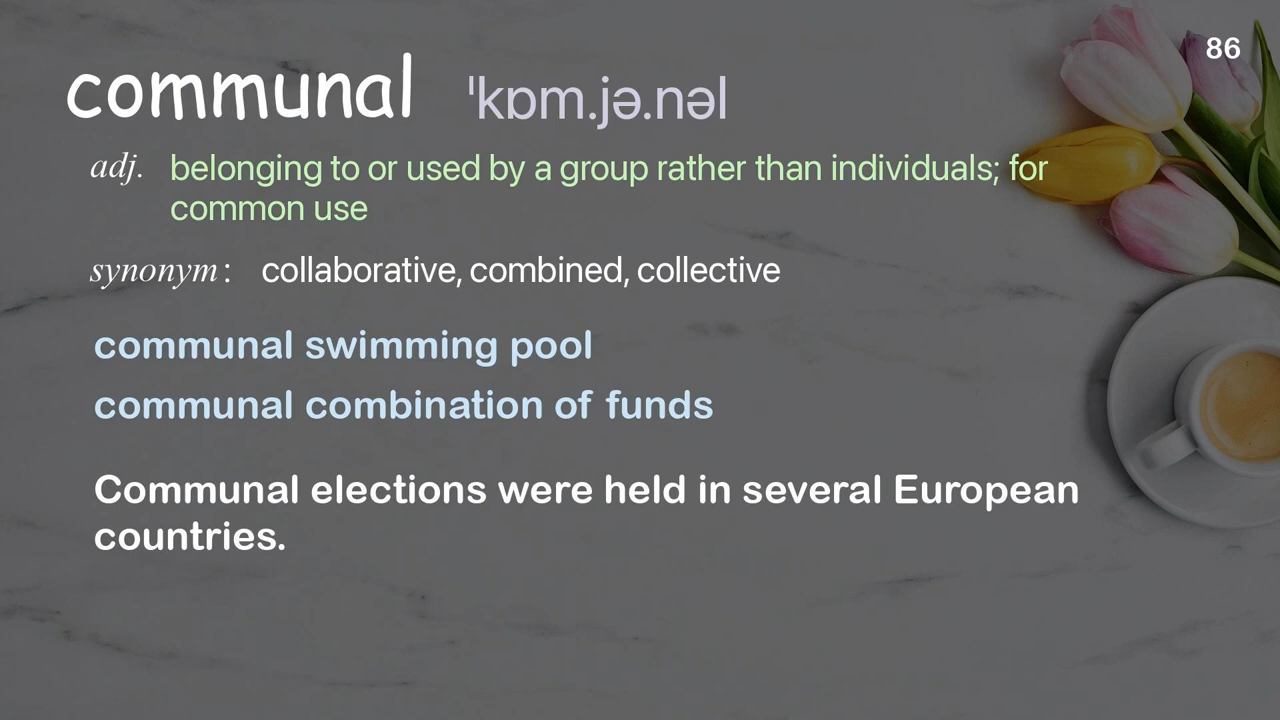 86
communal ˈkɒm.jə.nəl
adj. belonging to or used by a group rather than individuals; for
common use
synonym: collaborative, combined, collective
communal swimming pool
communal combination of funds
Communal elections were held in several European
countries.